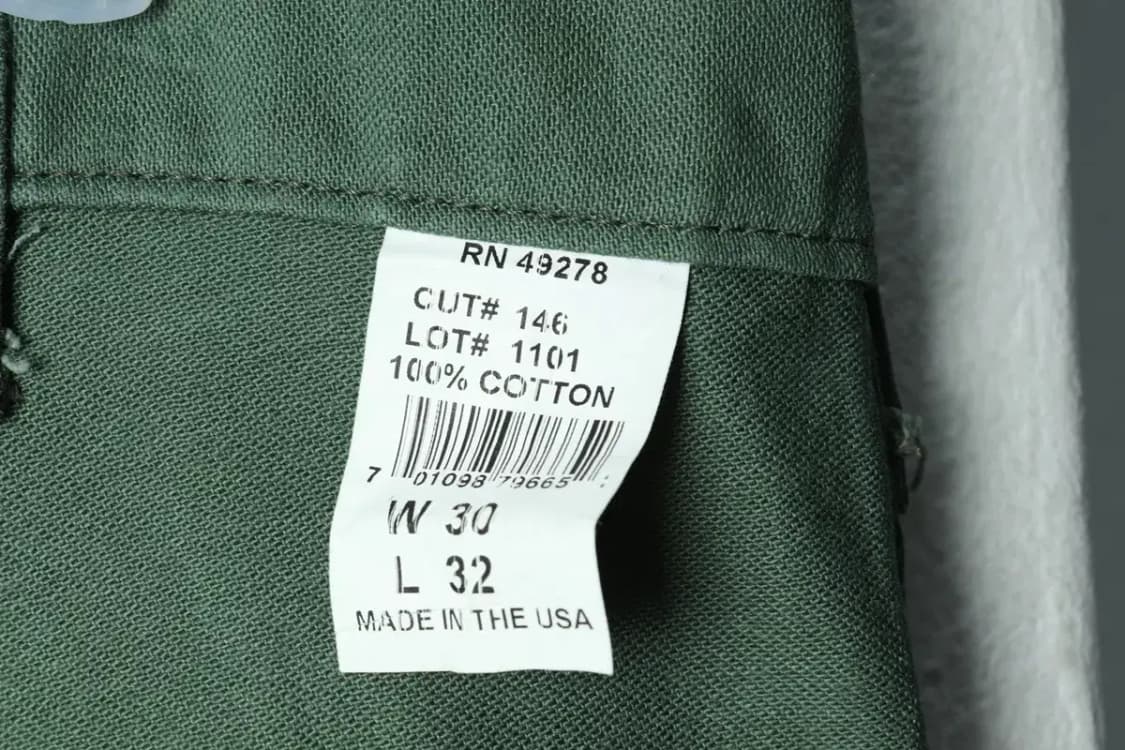 RN 49278
CUT# 146
LOT# 1101
100% COTTON
7 01098 79665
W 30
L 32
MADE IN THE USA